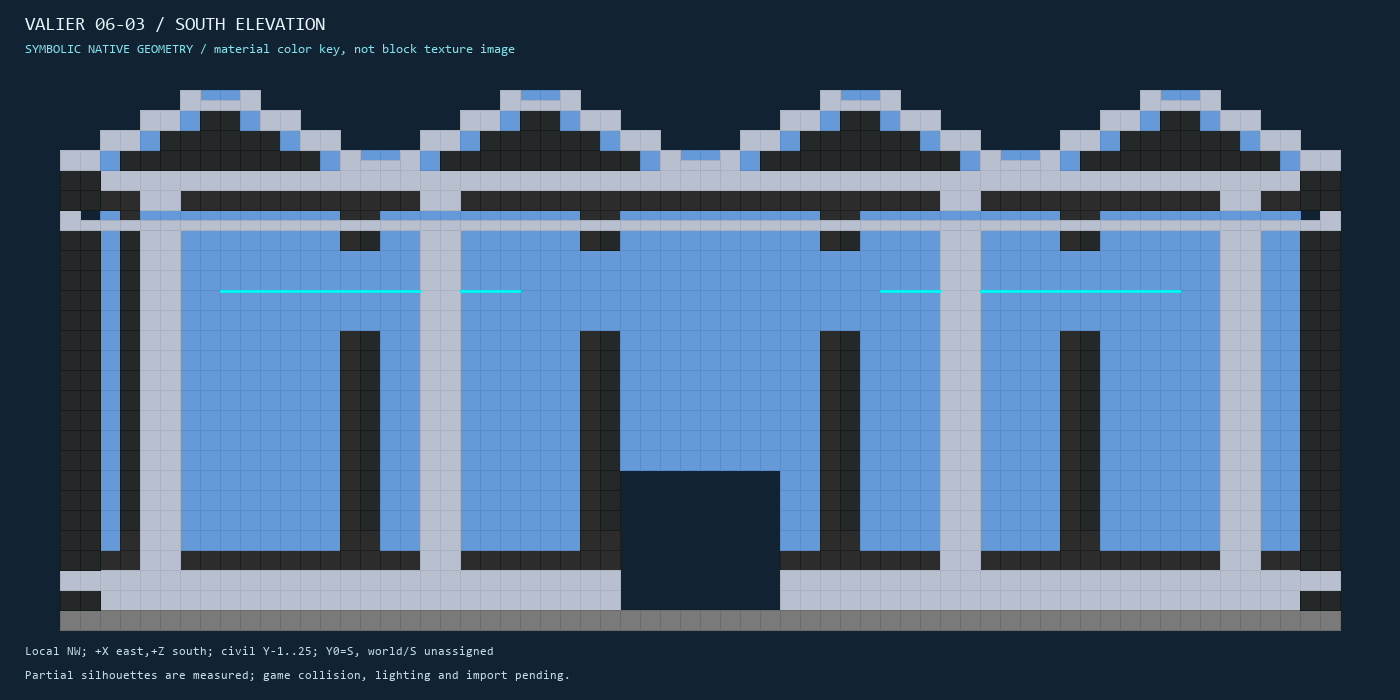 VALIER 06-03 / SOUTH ELEVATION
SYMBOLIC NATIVE GEOMETRY / material color key, not block texture image
Local NW; +X east,+Z south; civil Y-1..25; Y0=S, world/S unassigned
Partial silhouettes are measured; game collision, lighting and import pending.